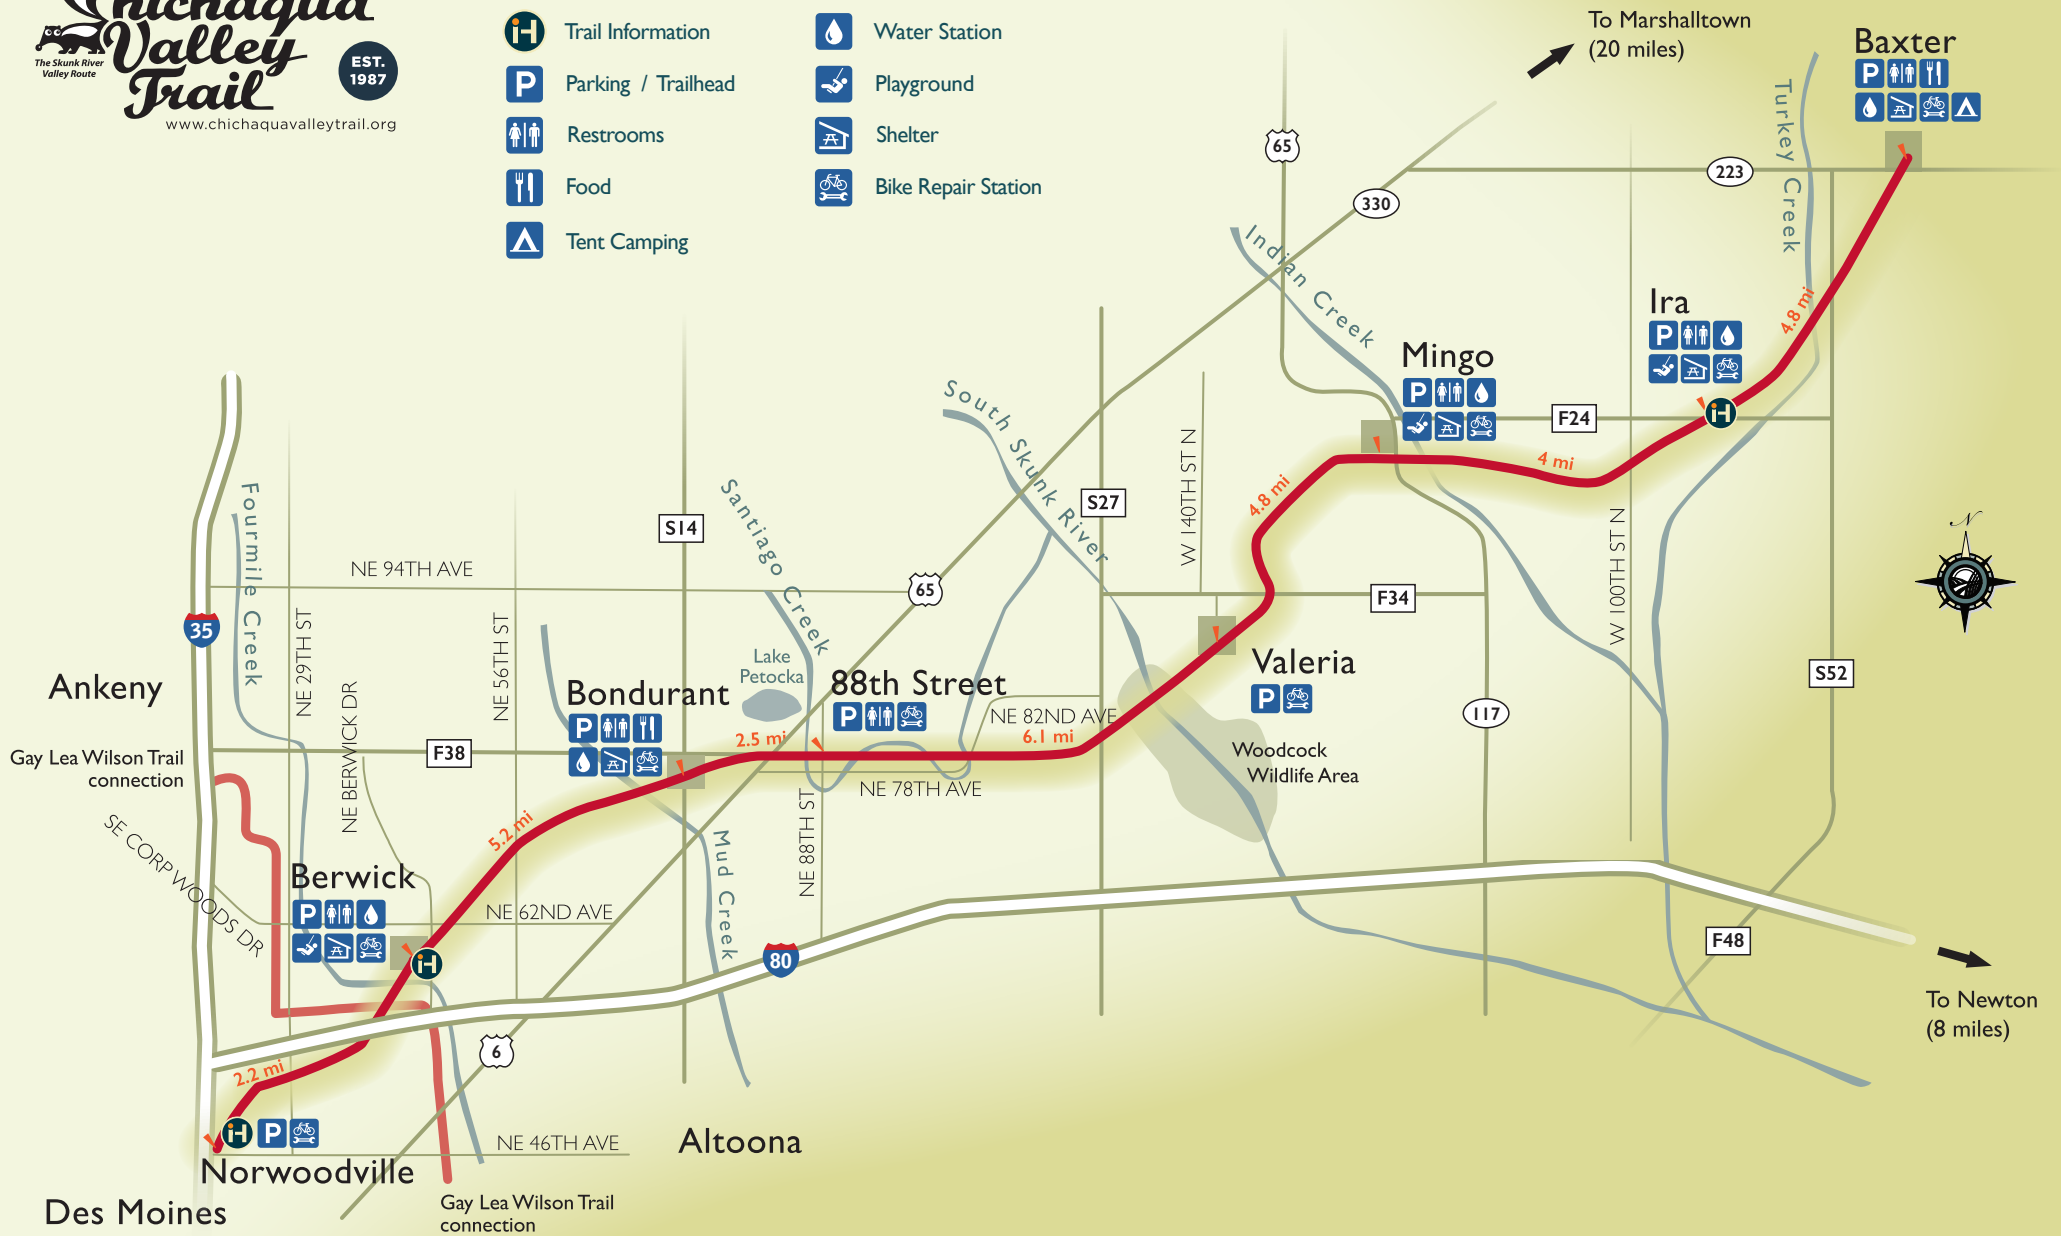 Chichaqua
Valley
Trail
The Skunk River
Valley Route
EST.
1987
www.chichaquavalleytrail.org
Trail Information
P
Parking / Trailhead
Restrooms
Food
Tent Camping
Water Station
Playground
Shelter
Bike Repair Station
To Marshalltown
(20 miles)
Baxter
P
Turkey Creek
65
223
330
Indian Creek
Ira
P
4.8 mi
Mingo
P
F24
4 mi
South Skunk River
4.8 mi
S27
W 140TH ST N
W 100TH ST N
N
Fourmile Creek
S14
Santiago Creek
NE 94TH AVE
65
F34
35
NE 29TH ST
NE 56TH ST
Ankeny
NE BERWICK DR
Bondurant
P
Lake
Petocka
88th Street
P
Valeria
P
S52
117
NE 82ND AVE
6.1 mi
2.5 mi
F38
Gay Lea Wilson Trail
connection
Woodcock
Wildlife Area
NE 78TH AVE
NE 88TH ST
5.2 mi
SE CORP WOODS DR
Mud Creek
Berwick
P
NE 62ND AVE
80
F48
To Newton
(8 miles)
6
2.2 mi
P
Norwoodville
NE 46TH AVE
Altoona
Des Moines
Gay Lea Wilson Trail
connection